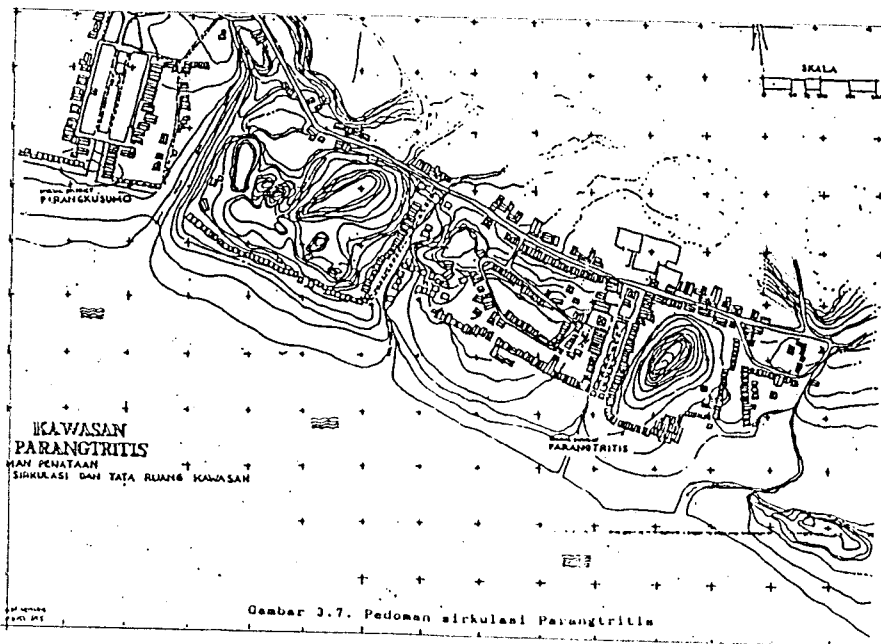 SKALA
PARANGKUSUMO
KAWASAN
PARANGTRITIS
MAN PENATAAN
SIRKULASI DAN TATA RUANG KAWASAN
PARANGTRITIS
Gambar 3.7. Pedoman sirkulasi Parangtritis